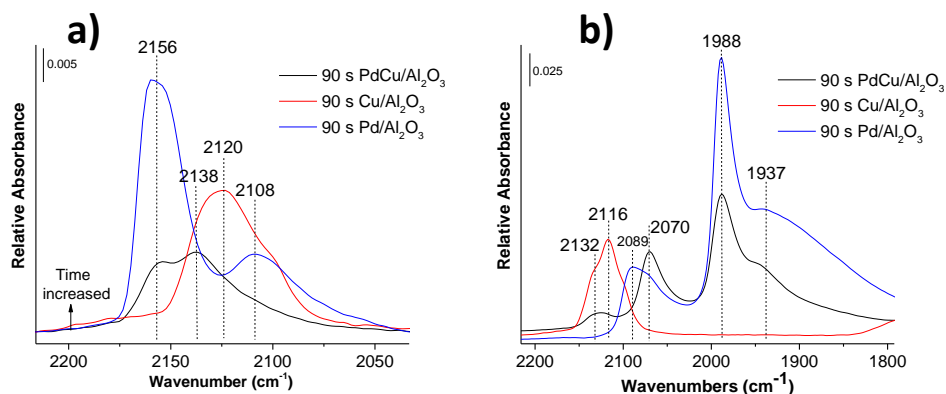 a)
2156
0.005
90 s PdCu/Al₂O₃
90 s Cu/Al₂O₃
90 s Pd/Al₂O₃
2120
2138
2108
Relative Absorbance
Time
increased
2200
2150
2100
2050
Wavenumber (cm⁻¹)
b)
1988
0.025
90 s PdCu/Al₂O₃
90 s Cu/Al₂O₃
90 s Pd/Al₂O₃
1937
2116
2132
2089
2070
Relative Absorbance
2200
2100
2000
1900
1800
Wavenumbers (cm⁻¹)